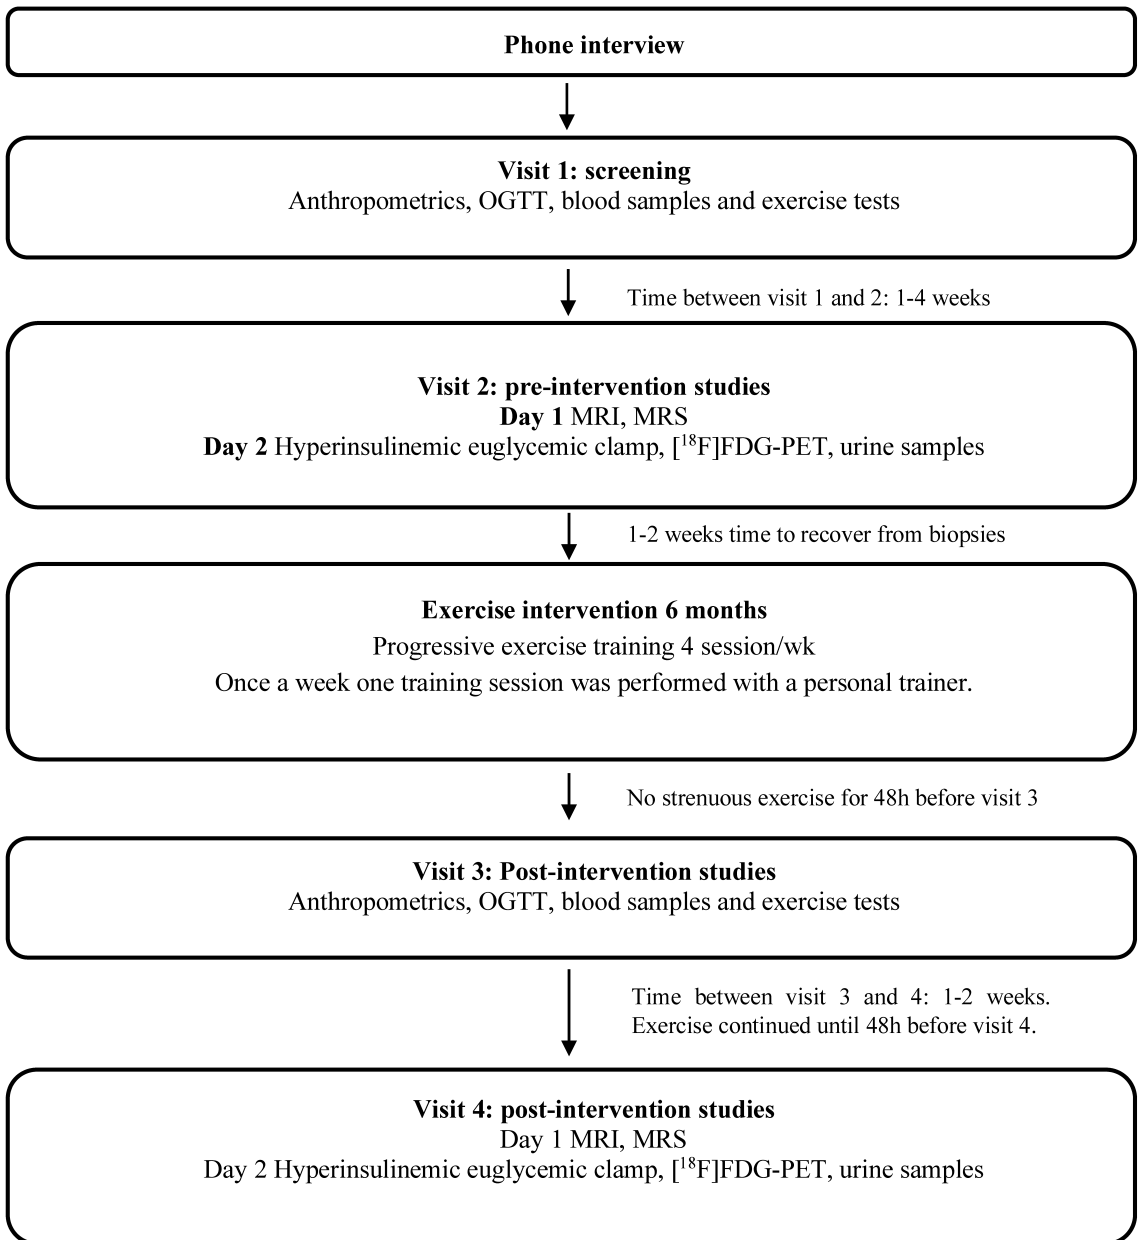 Phone interview
Visit 1: screening
Anthropometrics, OGTT, blood samples and exercise tests
Time between visit 1 and 2: 1-4 weeks
Visit 2: pre-intervention studies
Day 1 MRI, MRS
Day 2 Hyperinsulinemic euglycemic clamp, [¹⁸F]FDG-PET, urine samples
1-2 weeks time to recover from biopsies
Exercise intervention 6 months
Progressive exercise training 4 session/wk
Once a week one training session was performed with a personal trainer.
No strenuous exercise for 48h before visit 3
Visit 3: Post-intervention studies
Anthropometrics, OGTT, blood samples and exercise tests
Time between visit 3 and 4: 1-2 weeks.
Exercise continued until 48h before visit 4.
Visit 4: post-intervention studies
Day 1 MRI, MRS
Day 2 Hyperinsulinemic euglycemic clamp, [¹⁸F]FDG-PET, urine samples